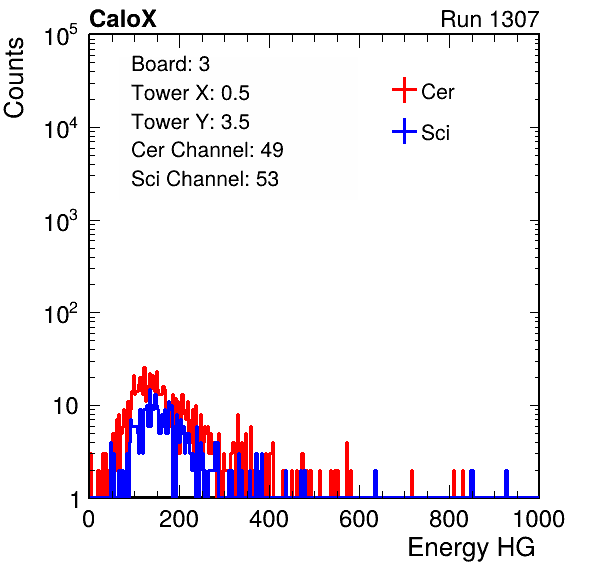 CaloX Run 1307
Counts
10^5
10^4
10^3
10^2
10
1
Board: 3
Tower X: 0.5
Tower Y: 3.5
Cer Channel: 49
Sci Channel: 53
Cer
Sci
0 200 400 600 800 1000
Energy HG